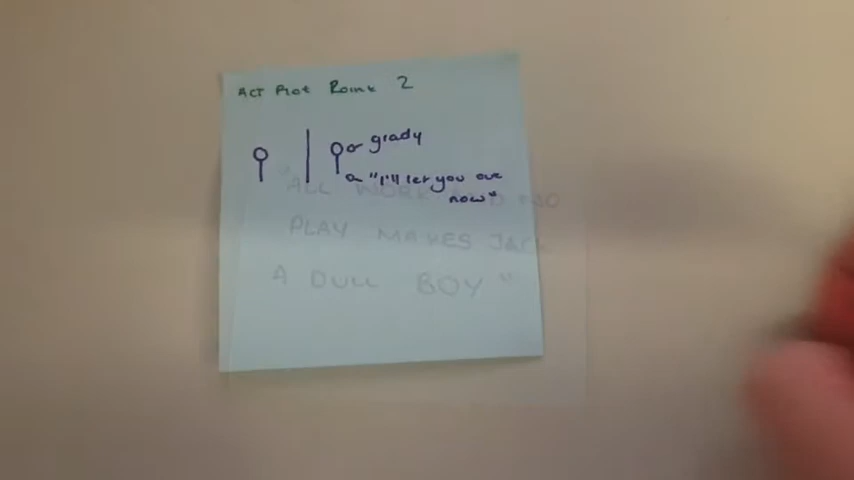 ACT Plot Point 2
grady
"I'll let you out
now"
"ALL WORK AND NO
PLAY MAKES JACK
A DULL BOY"